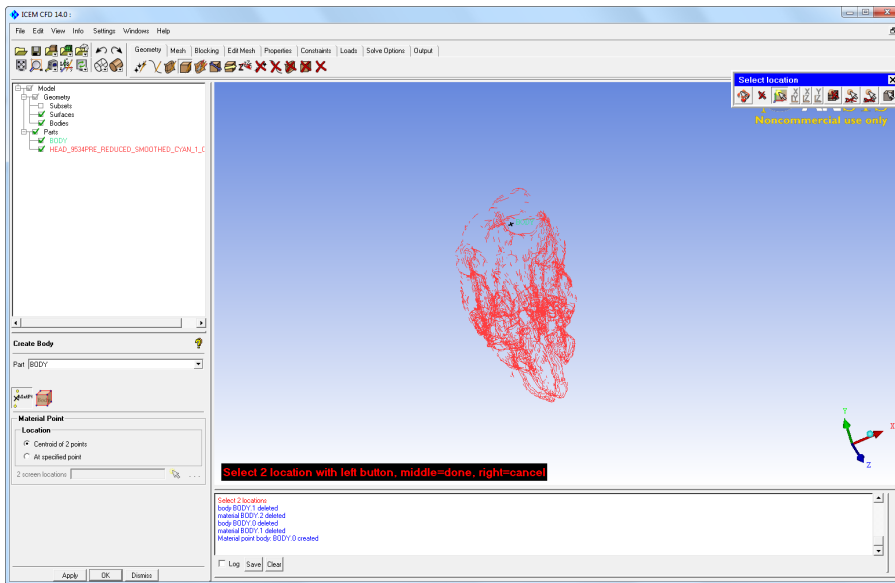 ICEM CFD 14.0 :
File Edit View Info Settings Windows Help
Geometry Mesh Blocking Edit Mesh Properties Constraints Loads Solve Options Output
Select location
Noncommercial use only
Model
Geometry
Subsets
Surfaces
Bodies
Parts
BODY
HEAD_9534PRE_REDUCED_SMOOTHED_CYAN_1_
Create Body
Part BODY
Material Point
Location
Centroid of 2 points
At specified point
2 screen locations
Apply OK Dismiss
Y
X
Z
Select 2 location with left button, middle=done, right=cancel
Select 2 locations
body BODY.1 deleted
material BODY.2 deleted
body BODY.0 deleted
material BODY.1 deleted
Material point body: BODY.0 created
Log Save Clear